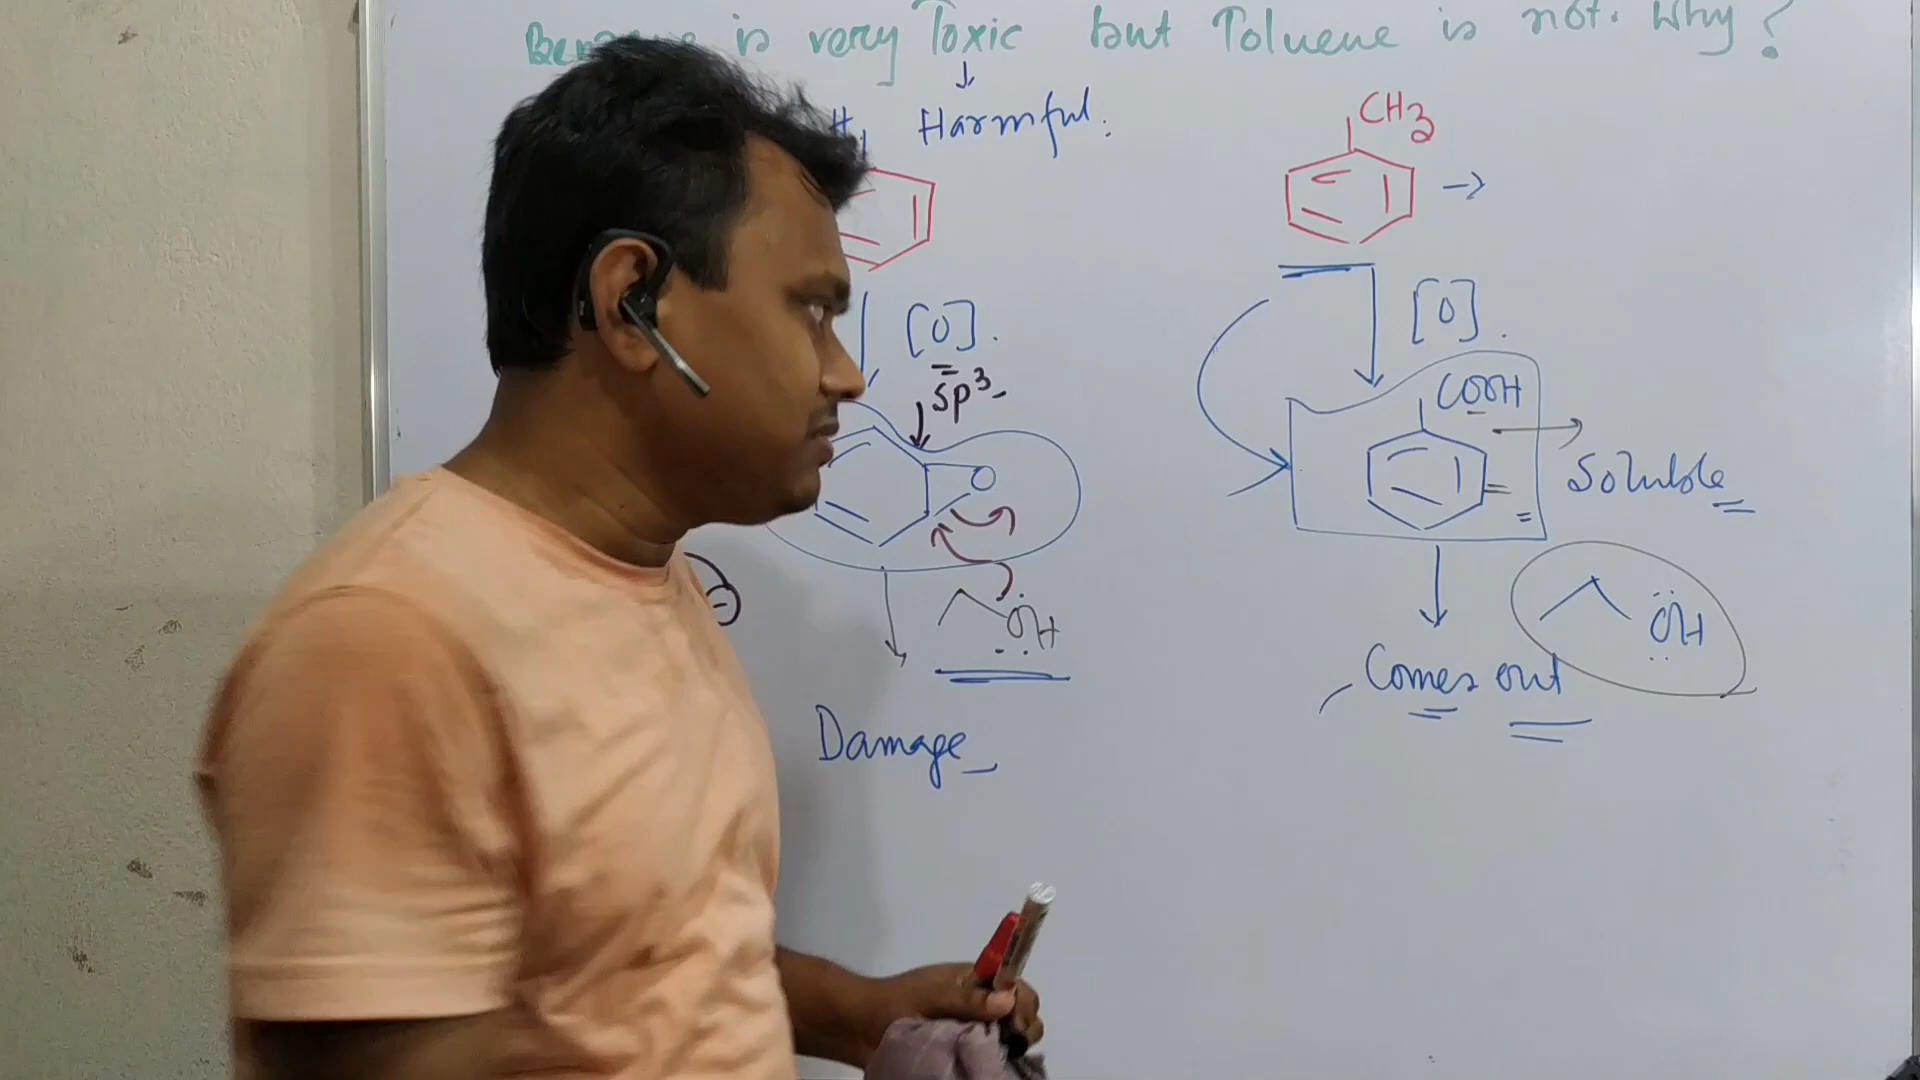 is very Toxic but Toluene is not. Why?
H Harmful.
CH3
[O].
[O].
sp3
COOH
O
Soluble
OH
OH
Comes out
Damage